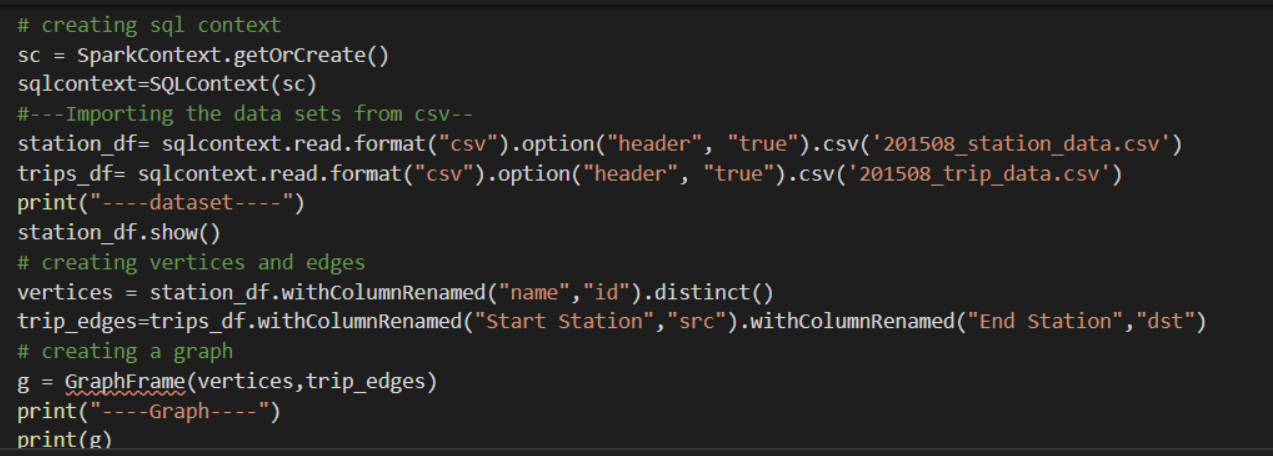 # creating sql context
sc = SparkContext.getOrCreate()
sqlcontext=SQLContext(sc)
#---Importing the data sets from csv--
station_df= sqlcontext.read.format("csv").option("header", "true").csv('201508_station_data.csv')
trips_df= sqlcontext.read.format("csv").option("header", "true").csv('201508_trip_data.csv')
print("----dataset----")
station_df.show()
# creating vertices and edges
vertices = station_df.withColumnRenamed("name","id").distinct()
trip_edges=trips_df.withColumnRenamed("Start Station","src").withColumnRenamed("End Station","dst")
# creating a graph
g = GraphFrame(vertices,trip_edges)
print("----Graph----")
print(g)